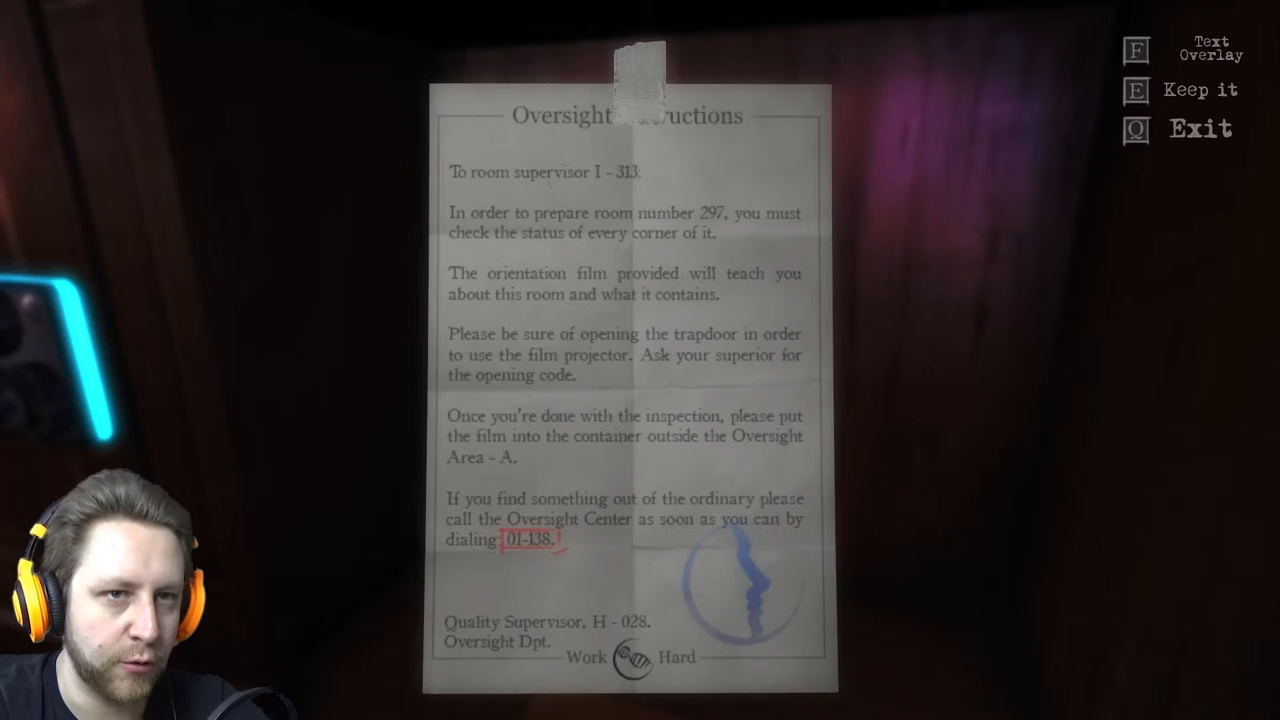 Oversight Instructions
To room supervisor I - 313:
In order to prepare room number 297, you must
check the status of every corner of it.
The orientation film provided will teach you
about this room and what it contains.
Please be sure of opening the trapdoor in order
to use the film projector. Ask your superior for
the opening code.
Once you're done with the inspection, please put
the film into the container outside the Oversight
Area - A.
If you find something out of the ordinary please
call the Oversight Center as soon as you can by
dialing: 01-138.
Quality Supervisor, H - 028.
Oversight Dpt.
Work Hard
F Text
Overlay
E Keep it
Q Exit